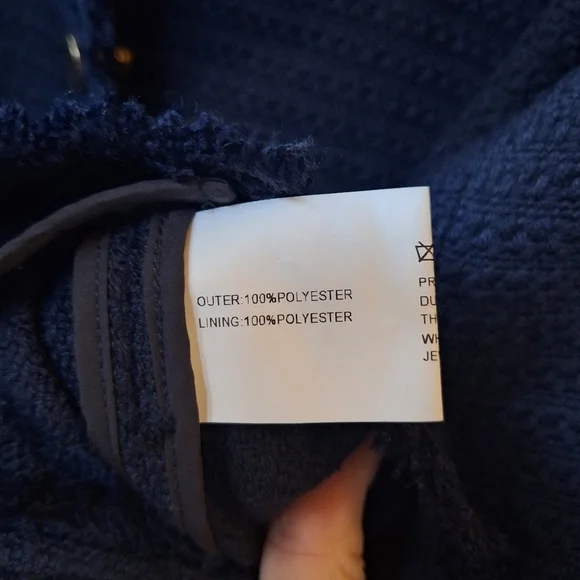 OUTER:100%POLYESTER
LINING:100%POLYESTER
PR
DU
TH
WH
JE